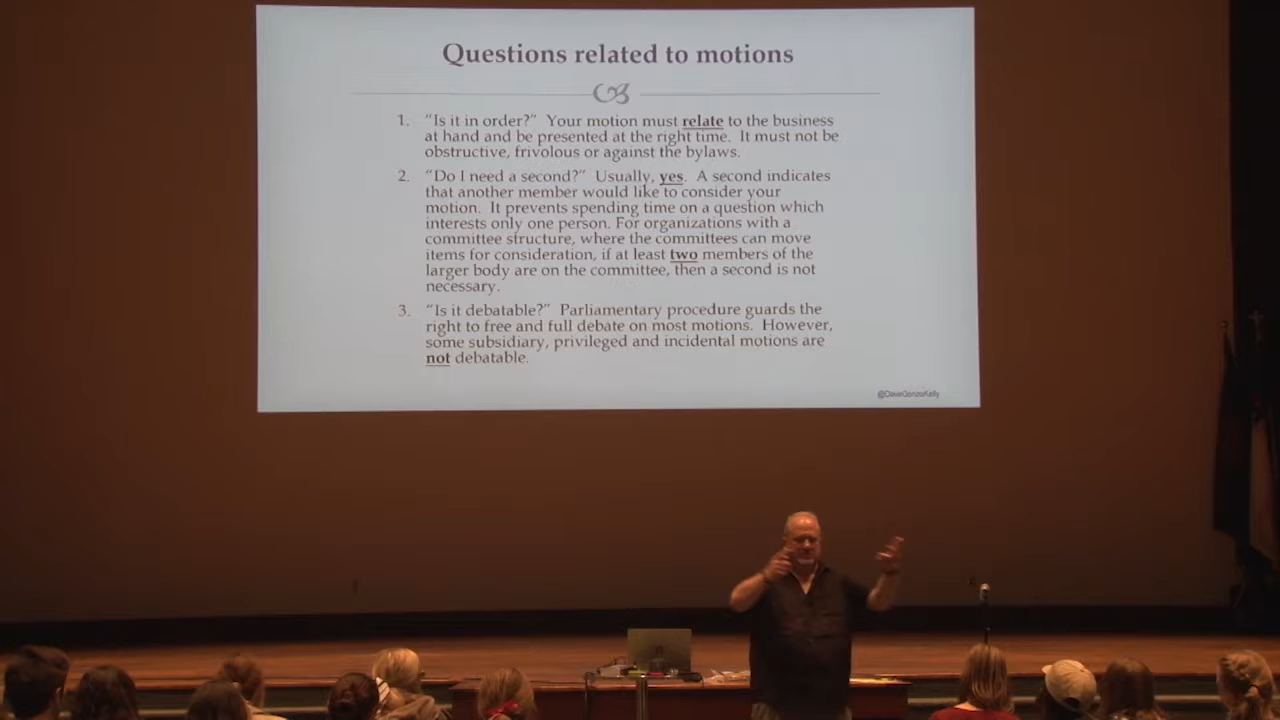 Questions related to motions
1. “Is it in order?” Your motion must relate to the business
at hand and be presented at the right time. It must not be
obstructive, frivolous or against the bylaws.
2. “Do I need a second?” Usually, yes. A second indicates
that another member would like to consider your
motion. It prevents spending time on a question which
interests only one person. For organizations with a
committee structure, where the committees can move
items for consideration, if at least two members of the
larger body are on the committee, then a second is not
necessary.
3. “Is it debatable?” Parliamentary procedure guards the
right to free and full debate on most motions. However,
some subsidiary, privileged and incidental motions are
not debatable.
@DaveGonzoKelly